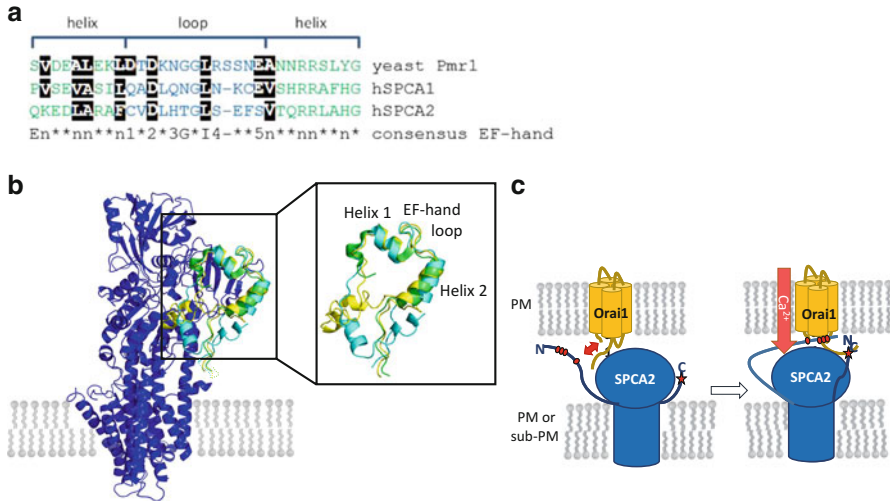 a
helix loop helix
SVDEALEKLDTDKNGGLRSSNEANNRRSLYG yeast Pmr1
PVSEVASILQADLQNGLN-KCEVSHRRAFHG hSPCA1
QKEDLARAFCVDLHTGLS-EFSVTQRRLAHG hSPCA2
En**nn**n1*2*3G*I4-**5n**nn**n* consensus EF-hand
b
Helix 1
EF-hand
loop
Helix 2
c
PM
Orai1
N
C
SPCA2
PM or
sub-PM
Ca²⁺
Orai1
N
C
SPCA2